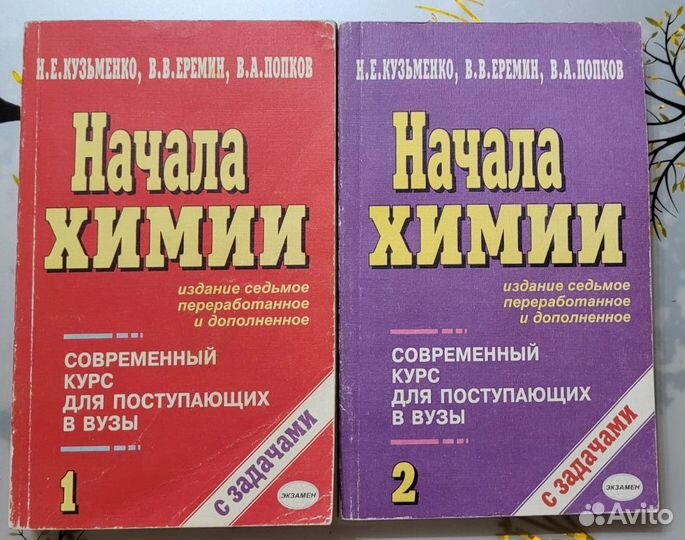 Н.Е.КУЗЬМЕНКО, В.В.ЕРЕМИН, В.А.ПОПКОВ
Начала
ХИМИИ
издание седьмое
переработанное
и дополненное
СОВРЕМЕННЫЙ
КУРС
ДЛЯ ПОСТУПАЮЩИХ
В ВУЗЫ
1
с задачами
ЭКЗАМЕН
Н.Е.КУЗЬМЕНКО, В.В.ЕРЕМИН, В.А.ПОПКОВ
Начала
ХИМИИ
издание седьмое
переработанное
и дополненное
СОВРЕМЕННЫЙ
КУРС
ДЛЯ ПОСТУПАЮЩИХ
В ВУЗЫ
2
с задачами
ЭКЗАМЕН
Avito